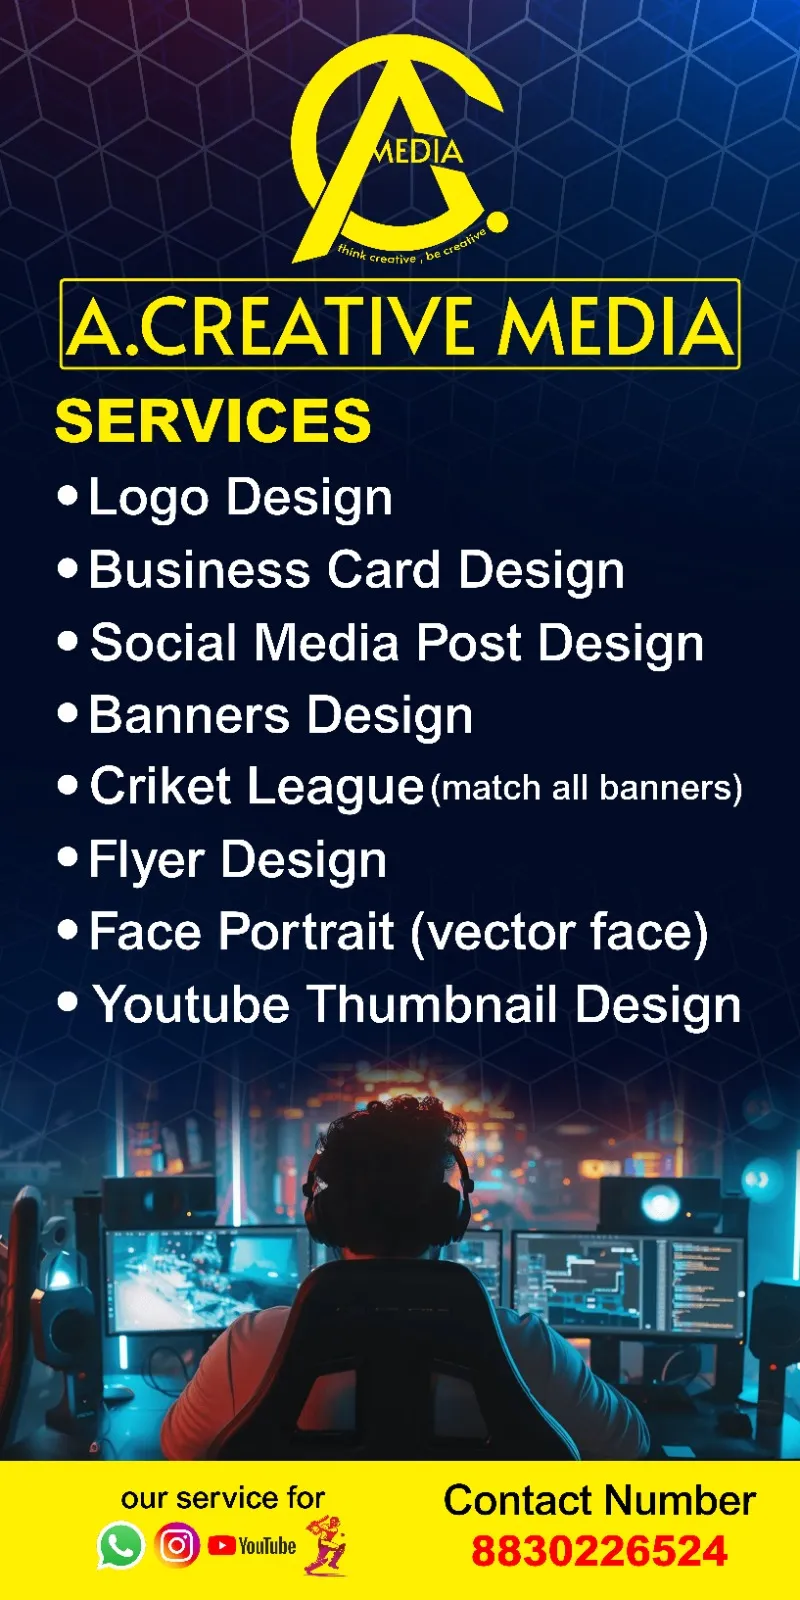 MEDIA
think creative , be creative
A.CREATIVE MEDIA
SERVICES
• Logo Design
• Business Card Design
• Social Media Post Design
• Banners Design
• Criket League (match all banners)
• Flyer Design
• Face Portrait (vector face)
• Youtube Thumbnail Design
our service for
YouTube
Contact Number
8830226524